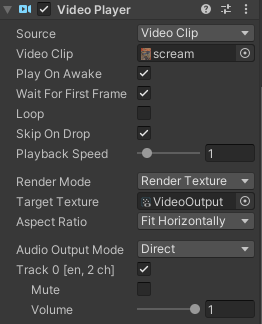 Video Player
Source Video Clip
Video Clip scream
Play On Awake
Wait For First Frame
Loop
Skip On Drop
Playback Speed 1
Render Mode Render Texture
Target Texture VideoOutput
Aspect Ratio Fit Horizontally
Audio Output Mode Direct
Track 0 [en, 2 ch]
Mute
Volume 1